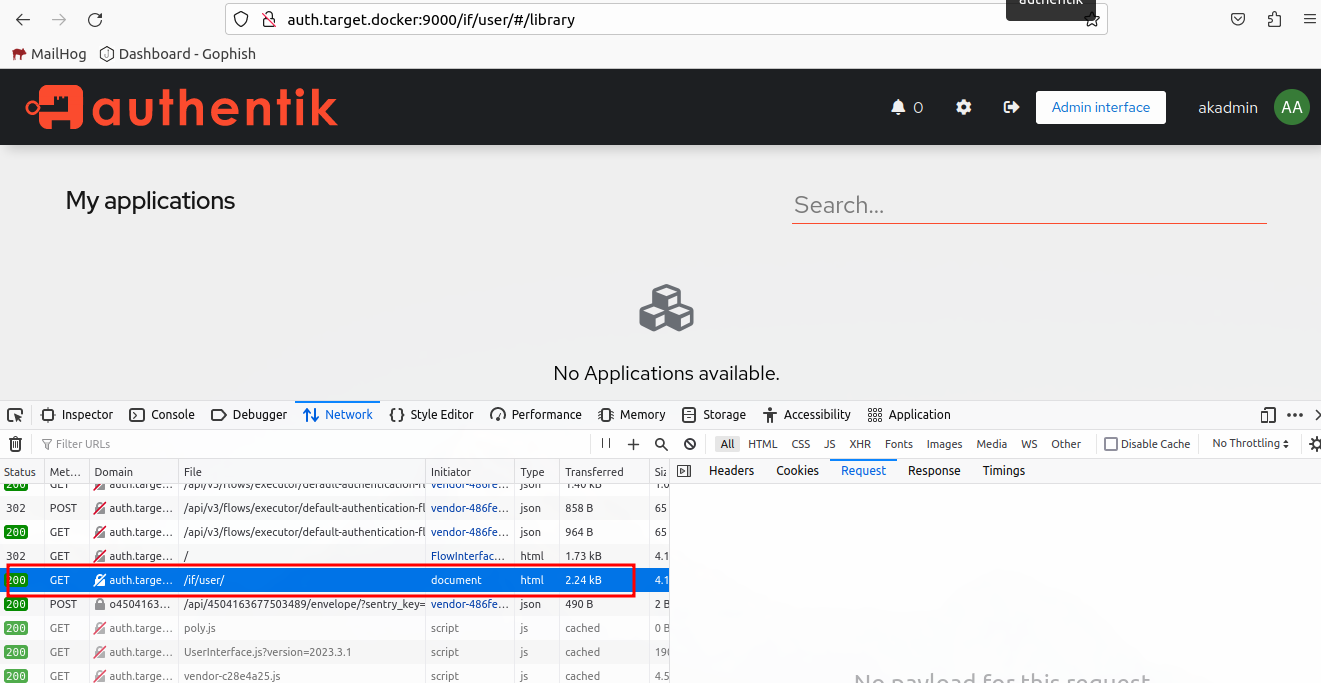 authentik
auth.target.docker:9000/if/user/#/library
MailHog Dashboard - Gophish
authentik 0 Admin interface akadmin AA
My applications Search...
No Applications available.
Inspector Console Debugger Network Style Editor Performance Memory Storage Accessibility Application
Filter URLs All HTML CSS JS XHR Fonts Images Media WS Other Disable Cache No Throttling
Status Met... Domain File Initiator Type Transferred Siz Headers Cookies Request Response Timings
200 GET auth.targe... /api/v3/flows/executor/default-authentication-fl vendor-486fe... json 1.40 kB 1.0
302 POST auth.targe... /api/v3/flows/executor/default-authentication-fl vendor-486fe... json 858 B 65
200 GET auth.targe... /api/v3/flows/executor/default-authentication-fl vendor-486fe... json 964 B 65
302 GET auth.targe... / FlowInterfac... html 1.73 kB 4.1
200 GET auth.targe... /if/user/ document html 2.24 kB 4.1
200 POST o4504163... /api/4504163677503489/envelope/?sentry_key= vendor-486fe... json 490 B 2 B
200 GET auth.targe... poly.js script js cached 0 B
200 GET auth.targe... UserInterface.js?version=2023.3.1 script js cached 190
200 GET auth.targe... vendor-c28e4a25.js script js cached 4.5
No payload for this request